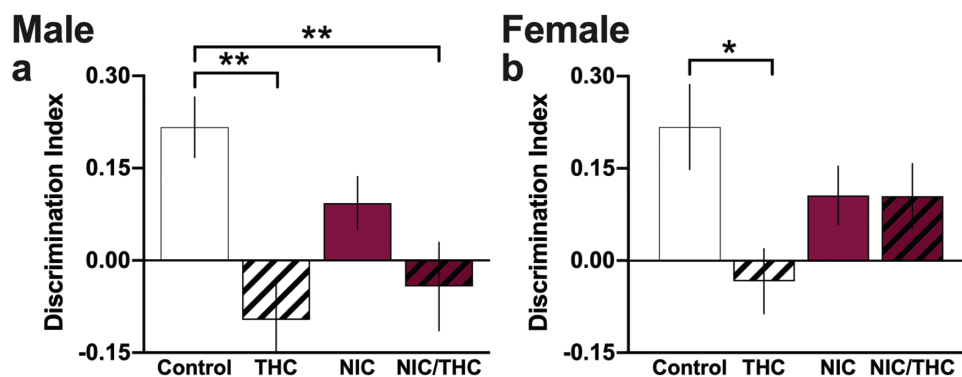 Male
a
**
**
Discrimination Index
0.30
0.15
0.00
-0.15
Control THC NIC NIC/THC
Female
b
*
Discrimination Index
0.30
0.15
0.00
-0.15
Control THC NIC NIC/THC